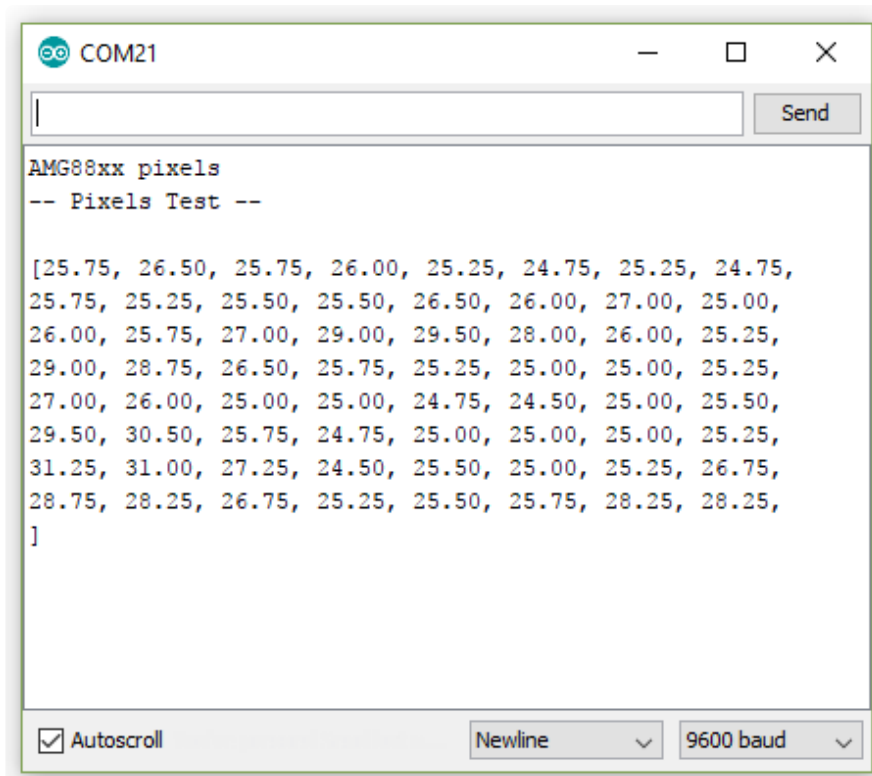 COM21
Send
AMG88xx pixels
-- Pixels Test --
[25.75, 26.50, 25.75, 26.00, 25.25, 24.75, 25.25, 24.75,
25.75, 25.25, 25.50, 25.50, 26.50, 26.00, 27.00, 25.00,
26.00, 25.75, 27.00, 29.00, 29.50, 28.00, 26.00, 25.25,
29.00, 28.75, 26.50, 25.75, 25.25, 25.00, 25.00, 25.25,
27.00, 26.00, 25.00, 25.00, 24.75, 24.50, 25.00, 25.50,
29.50, 30.50, 25.75, 24.75, 25.00, 25.00, 25.00, 25.25,
31.25, 31.00, 27.25, 24.50, 25.50, 25.00, 25.25, 26.75,
28.75, 28.25, 26.75, 25.25, 25.50, 25.75, 28.25, 28.25,
]
Autoscroll Newline 9600 baud